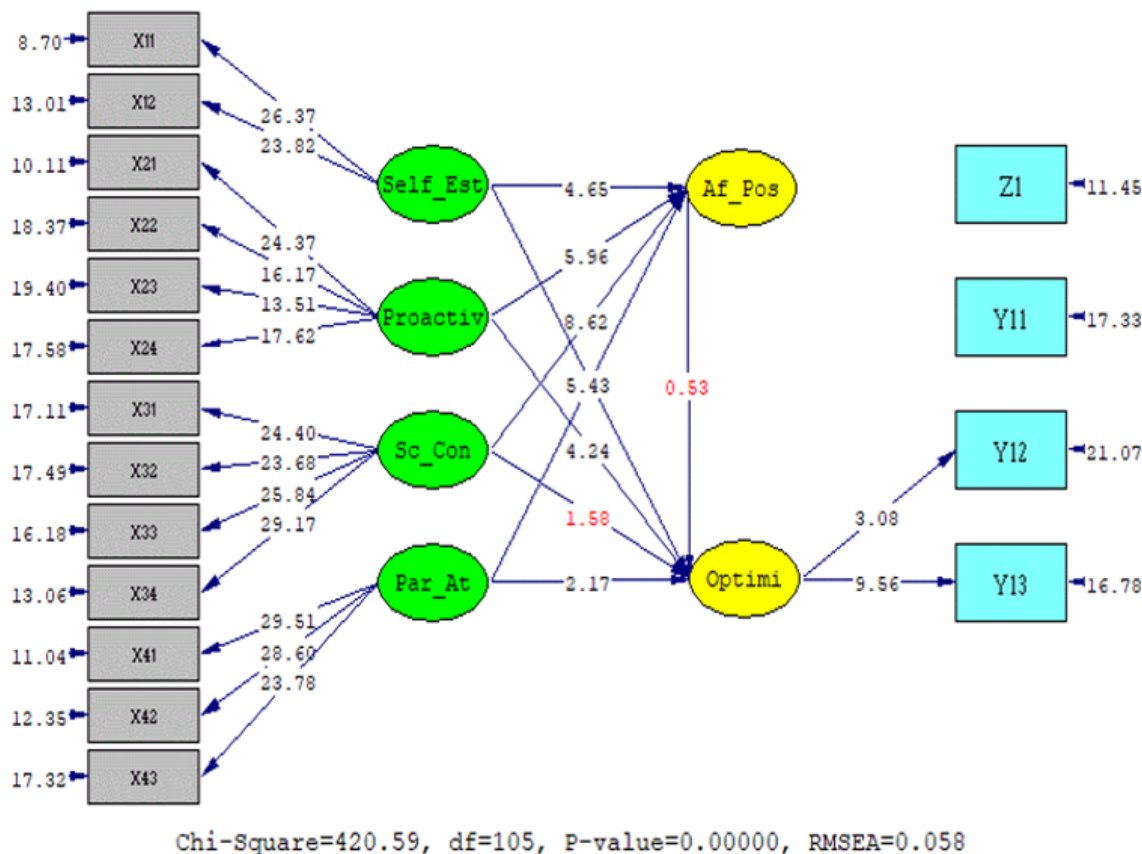 8.70 X11
13.01 X12
10.11 X21
18.37 X22
19.40 X23
17.58 X24
17.11 X31
17.49 X32
16.18 X33
13.06 X34
11.04 X41
12.35 X42
17.32 X43
26.37
23.82
24.37
16.17
13.51
17.62
24.40
23.68
25.84
29.17
29.51
28.60
23.78
Self_Est
Proactiv
Sc_Con
Par_At
4.65
5.96
8.62
5.43
4.24
1.58
2.17
0.53
Af_Pos
Optimi
3.08
9.56
Z1 11.45
Y11 17.33
Y12 21.07
Y13 16.78
Chi-Square=420.59, df=105, P-value=0.00000, RMSEA=0.058